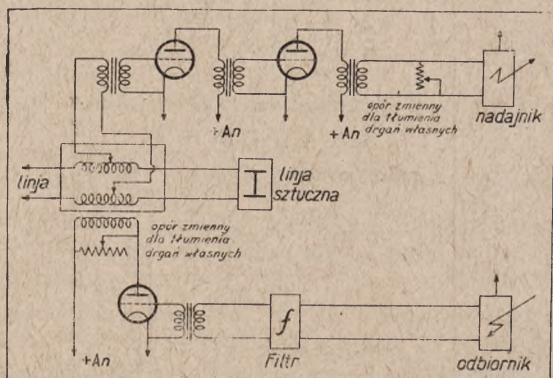 +An
+An
opór zmienny
dla tłumienia
drgań własnych
nadajnik
linja
linja
sztuczna
opór zmienny
dla tłumienia
drgań własnych
+An
f
Filtr
odbiornik